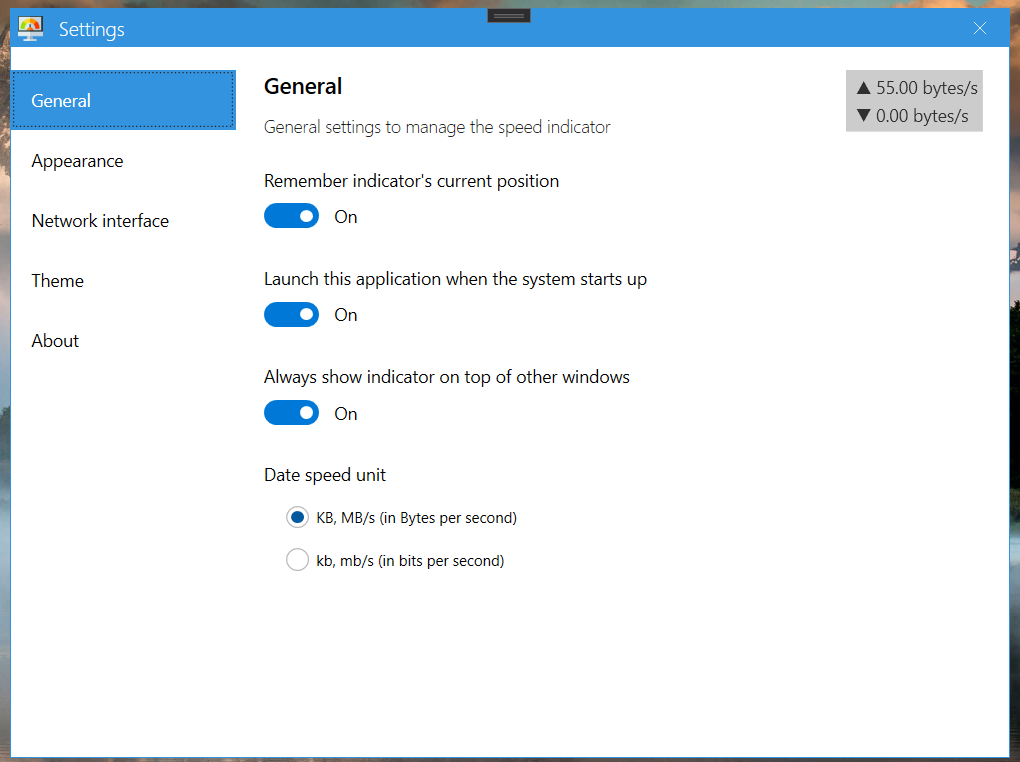 Settings
General
Appearance
Network interface
Theme
About
General
General settings to manage the speed indicator
Remember indicator's current position
On
Launch this application when the system starts up
On
Always show indicator on top of other windows
On
Date speed unit
KB, MB/s (in Bytes per second)
kb, mb/s (in bits per second)
▲ 55.00 bytes/s
▼ 0.00 bytes/s